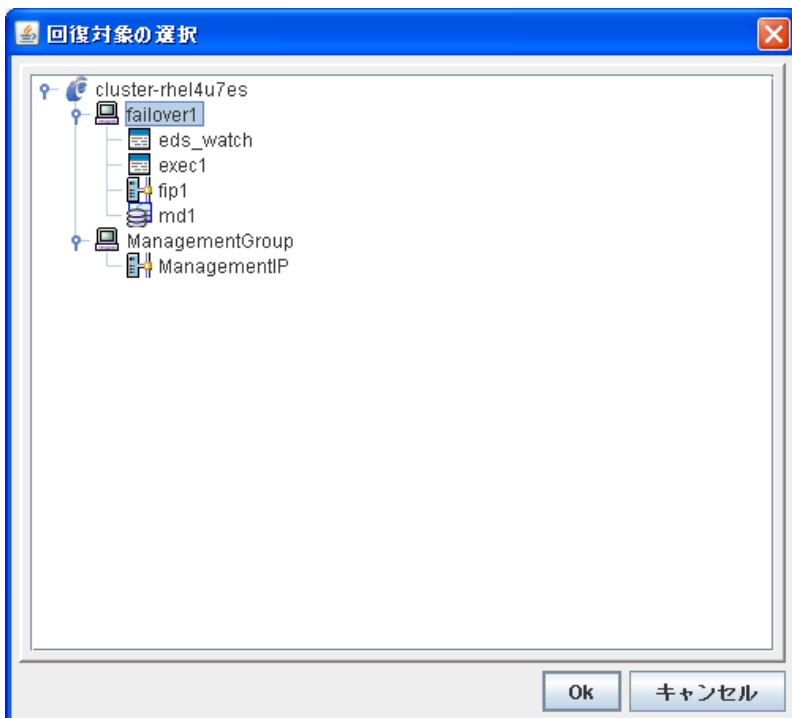 回復対象の選択
cluster-rhel4u7es
failover1
eds_watch
exec1
fip1
md1
ManagementGroup
ManagementIP
Ok
キャンセル